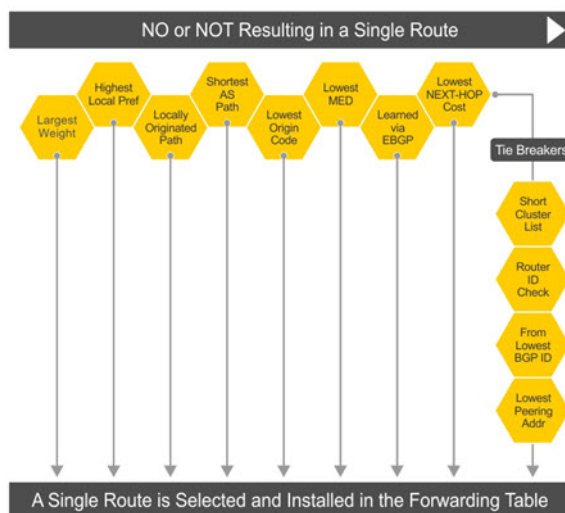 NO or NOT Resulting in a Single Route
Largest
Weight
Highest
Local Pref
Locally
Originated
Path
Shortest
AS
Path
Lowest
Origin
Code
Lowest
MED
Learned
via
EBGP
Lowest
NEXT-HOP
Cost
Tie Breakers
Short
Cluster
List
Router
ID
Check
From
Lowest
BGP ID
Lowest
Peering
Addr
A Single Route is Selected and Installed in the Forwarding Table